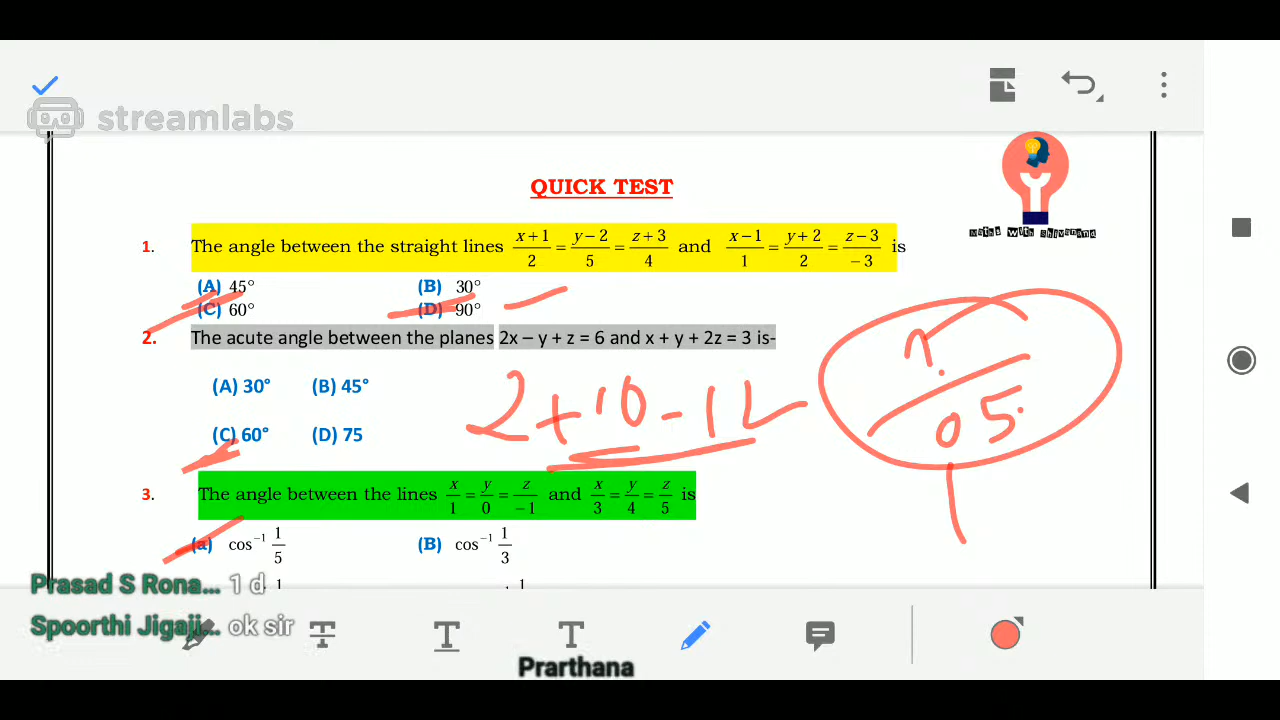 streamlabs
QUICK TEST
Maths With Shivanand
1. The angle between the straight lines (x+1)/2 = (y−2)/5 = (z+3)/4 and (x−1)/1 = (y+2)/2 = (z−3)/−3 is
(A) 45° (B) 30°
(C) 60° (D) 90°
2. The acute angle between the planes 2x – y + z = 6 and x + y + 2z = 3 is-
(A) 30° (B) 45°
2+10-12
05
(C) 60° (D) 75
3. The angle between the lines x/1 = y/0 = z/−1 and x/3 = y/4 = z/5 is
(a) cos⁻¹ 1/5 (B) cos⁻¹ 1/3
Prasad S Rona... 1 d
Spoorthi Jigaji... ok sir
Prarthana